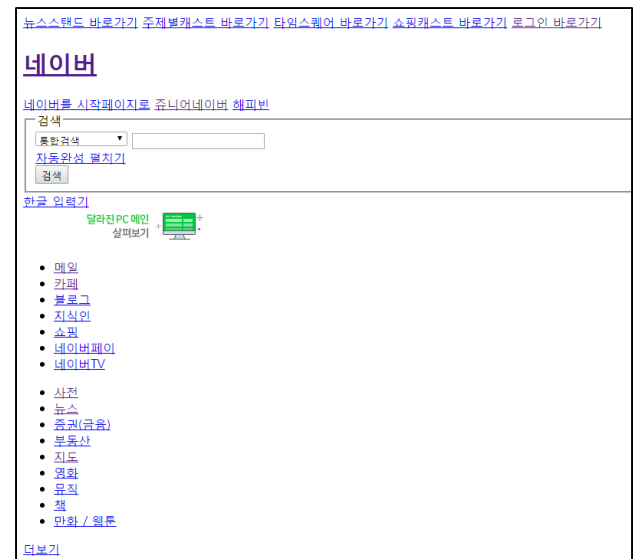 뉴스스탠드 바로가기 주제별캐스트 바로가기 타임스퀘어 바로가기 쇼핑캐스트 바로가기 로그인 바로가기
네이버
네이버를 시작페이지로 쥬니어네이버 해피빈
검색
통합검색
자동완성 펼치기
검색
한글 입력기
달라진 PC 메인
살펴보기
메일
카페
블로그
지식인
쇼핑
네이버페이
네이버TV
사전
뉴스
증권(금융)
부동산
지도
영화
뮤직
책
만화 / 웹툰
더보기